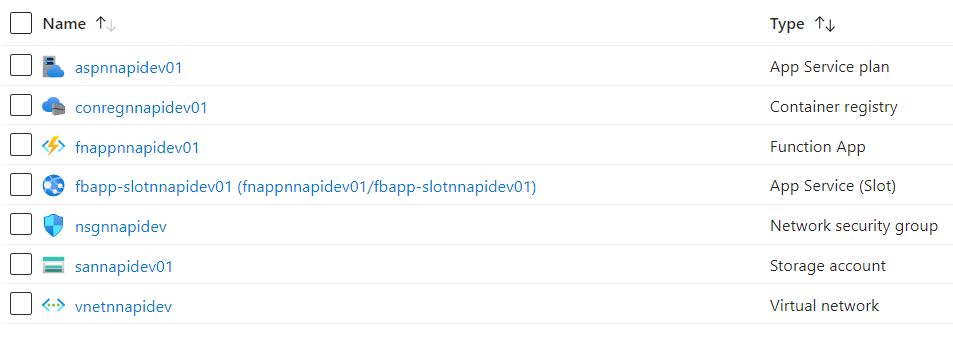 Name Type
aspnnapidev01 App Service plan
conregnnapidev01 Container registry
fnappnnapidev01 Function App
fbapp-slotnnapidev01 (fnappnnapidev01/fbapp-slotnnapidev01) App Service (Slot)
nsgnnapidev Network security group
sannapidev01 Storage account
vnetnnapidev Virtual network